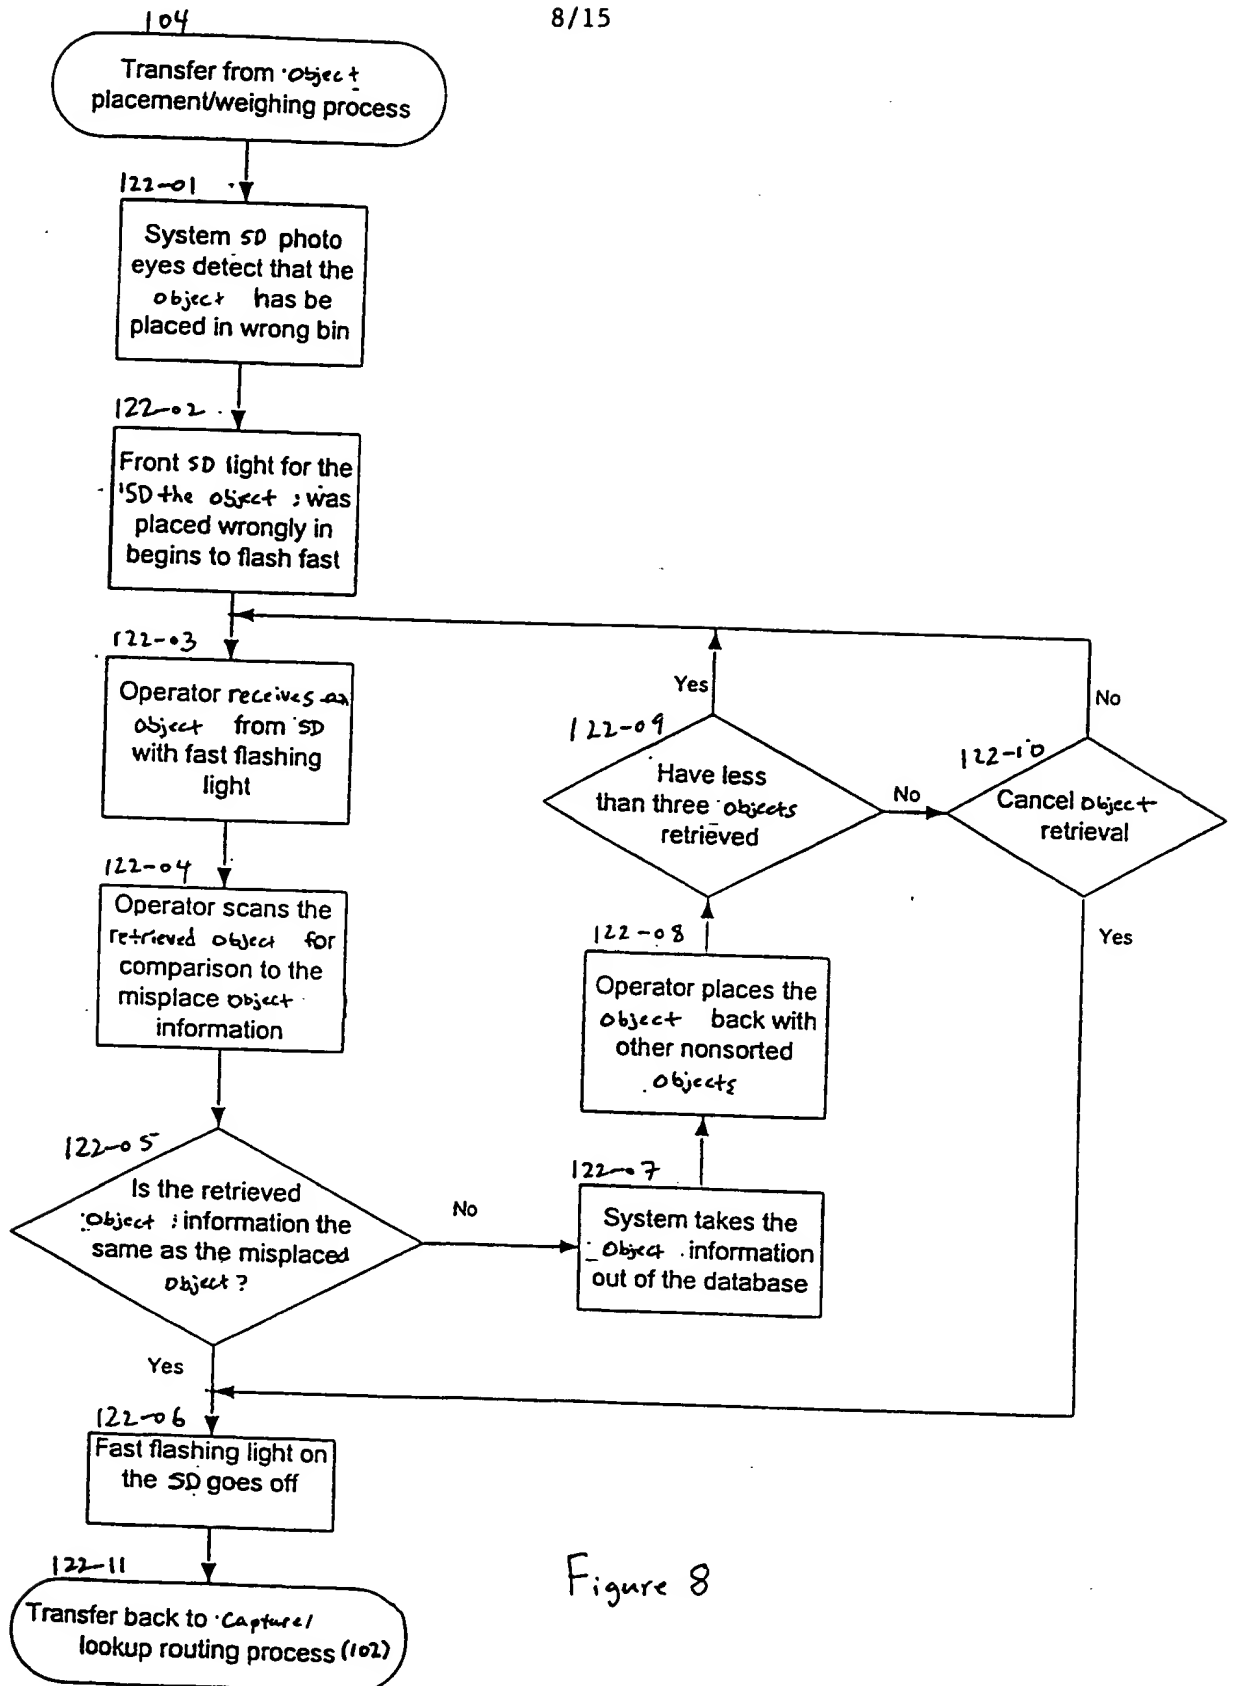 8/15
104
Transfer from object
placement/weighing process
122-01
System SD photo
eyes detect that the
object has be
placed in wrong bin
122-02
Front SD light for the
SD the object was
placed wrongly in
begins to flash fast
122-03
Operator receives an
object from SD
with fast flashing
light
122-04
Operator scans the
retrieved object for
comparison to the
misplace object
information
122-05
Is the retrieved
object information the
same as the misplaced
object?
No
Yes
122-07
System takes the
object information
out of the database
122-08
Operator places the
object back with
other nonsorted
objects
122-09
Have less
than three objects
retrieved
Yes
No
122-10
Cancel object
retrieval
No
Yes
122-06
Fast flashing light on
the SD goes off
122-11
Transfer back to capture/
lookup routing process (102)
Figure 8